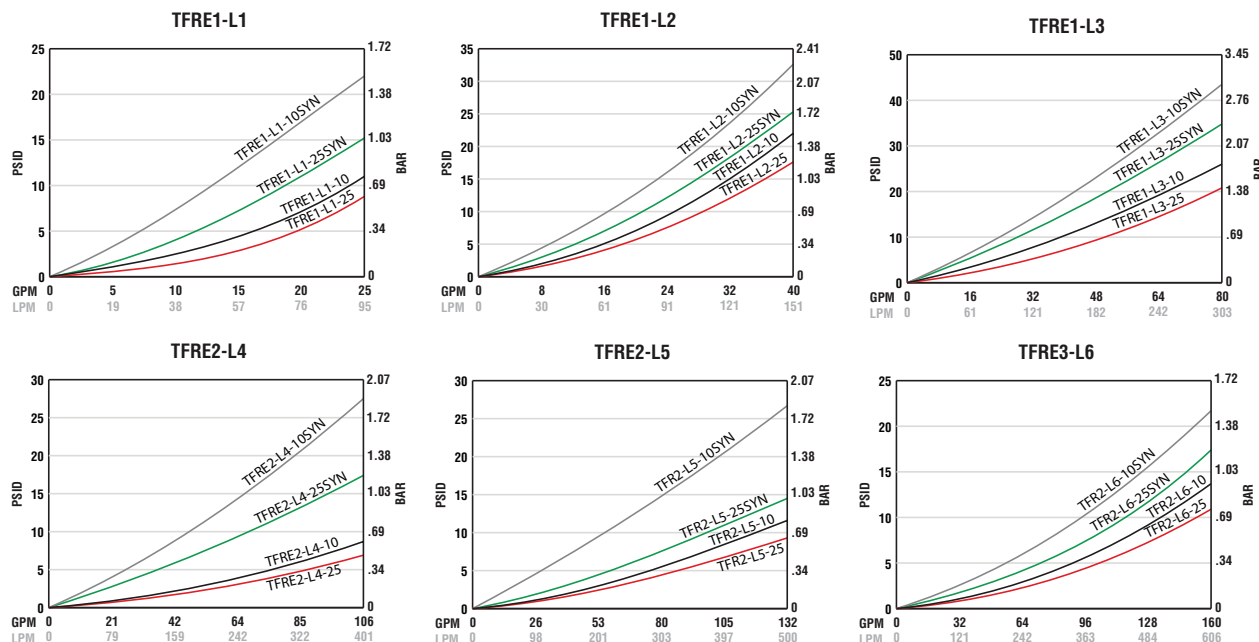 TFRE1-L1
25
20
15
10
5
0
PSID
1.72
1.38
1.03
.69
.34
0
BAR
TFRE1-L1-10SYN
TFRE1-L1-25SYN
TFRE1-L1-10
TFRE1-L1-25
GPM 0 5 10 15 20 25
LPM 0 19 38 57 76 95
TFRE1-L2
35
30
25
20
15
10
5
0
PSID
2.41
2.07
1.72
1.38
1.03
.69
.34
0
BAR
TFRE1-L2-10SYN
TFRE1-L2-25SYN
TFRE1-L2-10
TFRE1-L2-25
GPM 0 8 16 24 32 40
LPM 0 30 61 91 121 151
TFRE1-L3
50
40
30
20
10
0
PSID
3.45
2.76
2.07
1.38
.69
0
BAR
TFRE1-L3-10SYN
TFRE1-L3-25SYN
TFRE1-L3-10
TFRE1-L3-25
GPM 0 16 32 48 64 80
LPM 0 61 121 182 242 303
TFRE2-L4
30
25
20
15
10
5
0
PSID
2.07
1.72
1.38
1.03
.69
.34
0
BAR
TFRE2-L4-10SYN
TFRE2-L4-25SYN
TFRE2-L4-10
TFRE2-L4-25
GPM 0 21 42 64 85 106
LPM 0 79 159 242 322 401
TFRE2-L5
30
25
20
15
10
5
0
PSID
2.07
1.72
1.38
1.03
.69
.34
0
BAR
TFR2-L5-10SYN
TFR2-L5-25SYN
TFR2-L5-10
TFR2-L5-25
GPM 0 26 53 80 105 132
LPM 0 98 201 303 397 500
TFRE3-L6
25
20
15
10
5
0
PSID
1.72
1.38
1.03
.69
.34
0
BAR
TFR2-L6-10SYN
TFR2-L6-25SYN
TFR2-L6-10
TFR2-L6-25
GPM 0 32 64 96 128 160
LPM 0 121 242 363 484 606